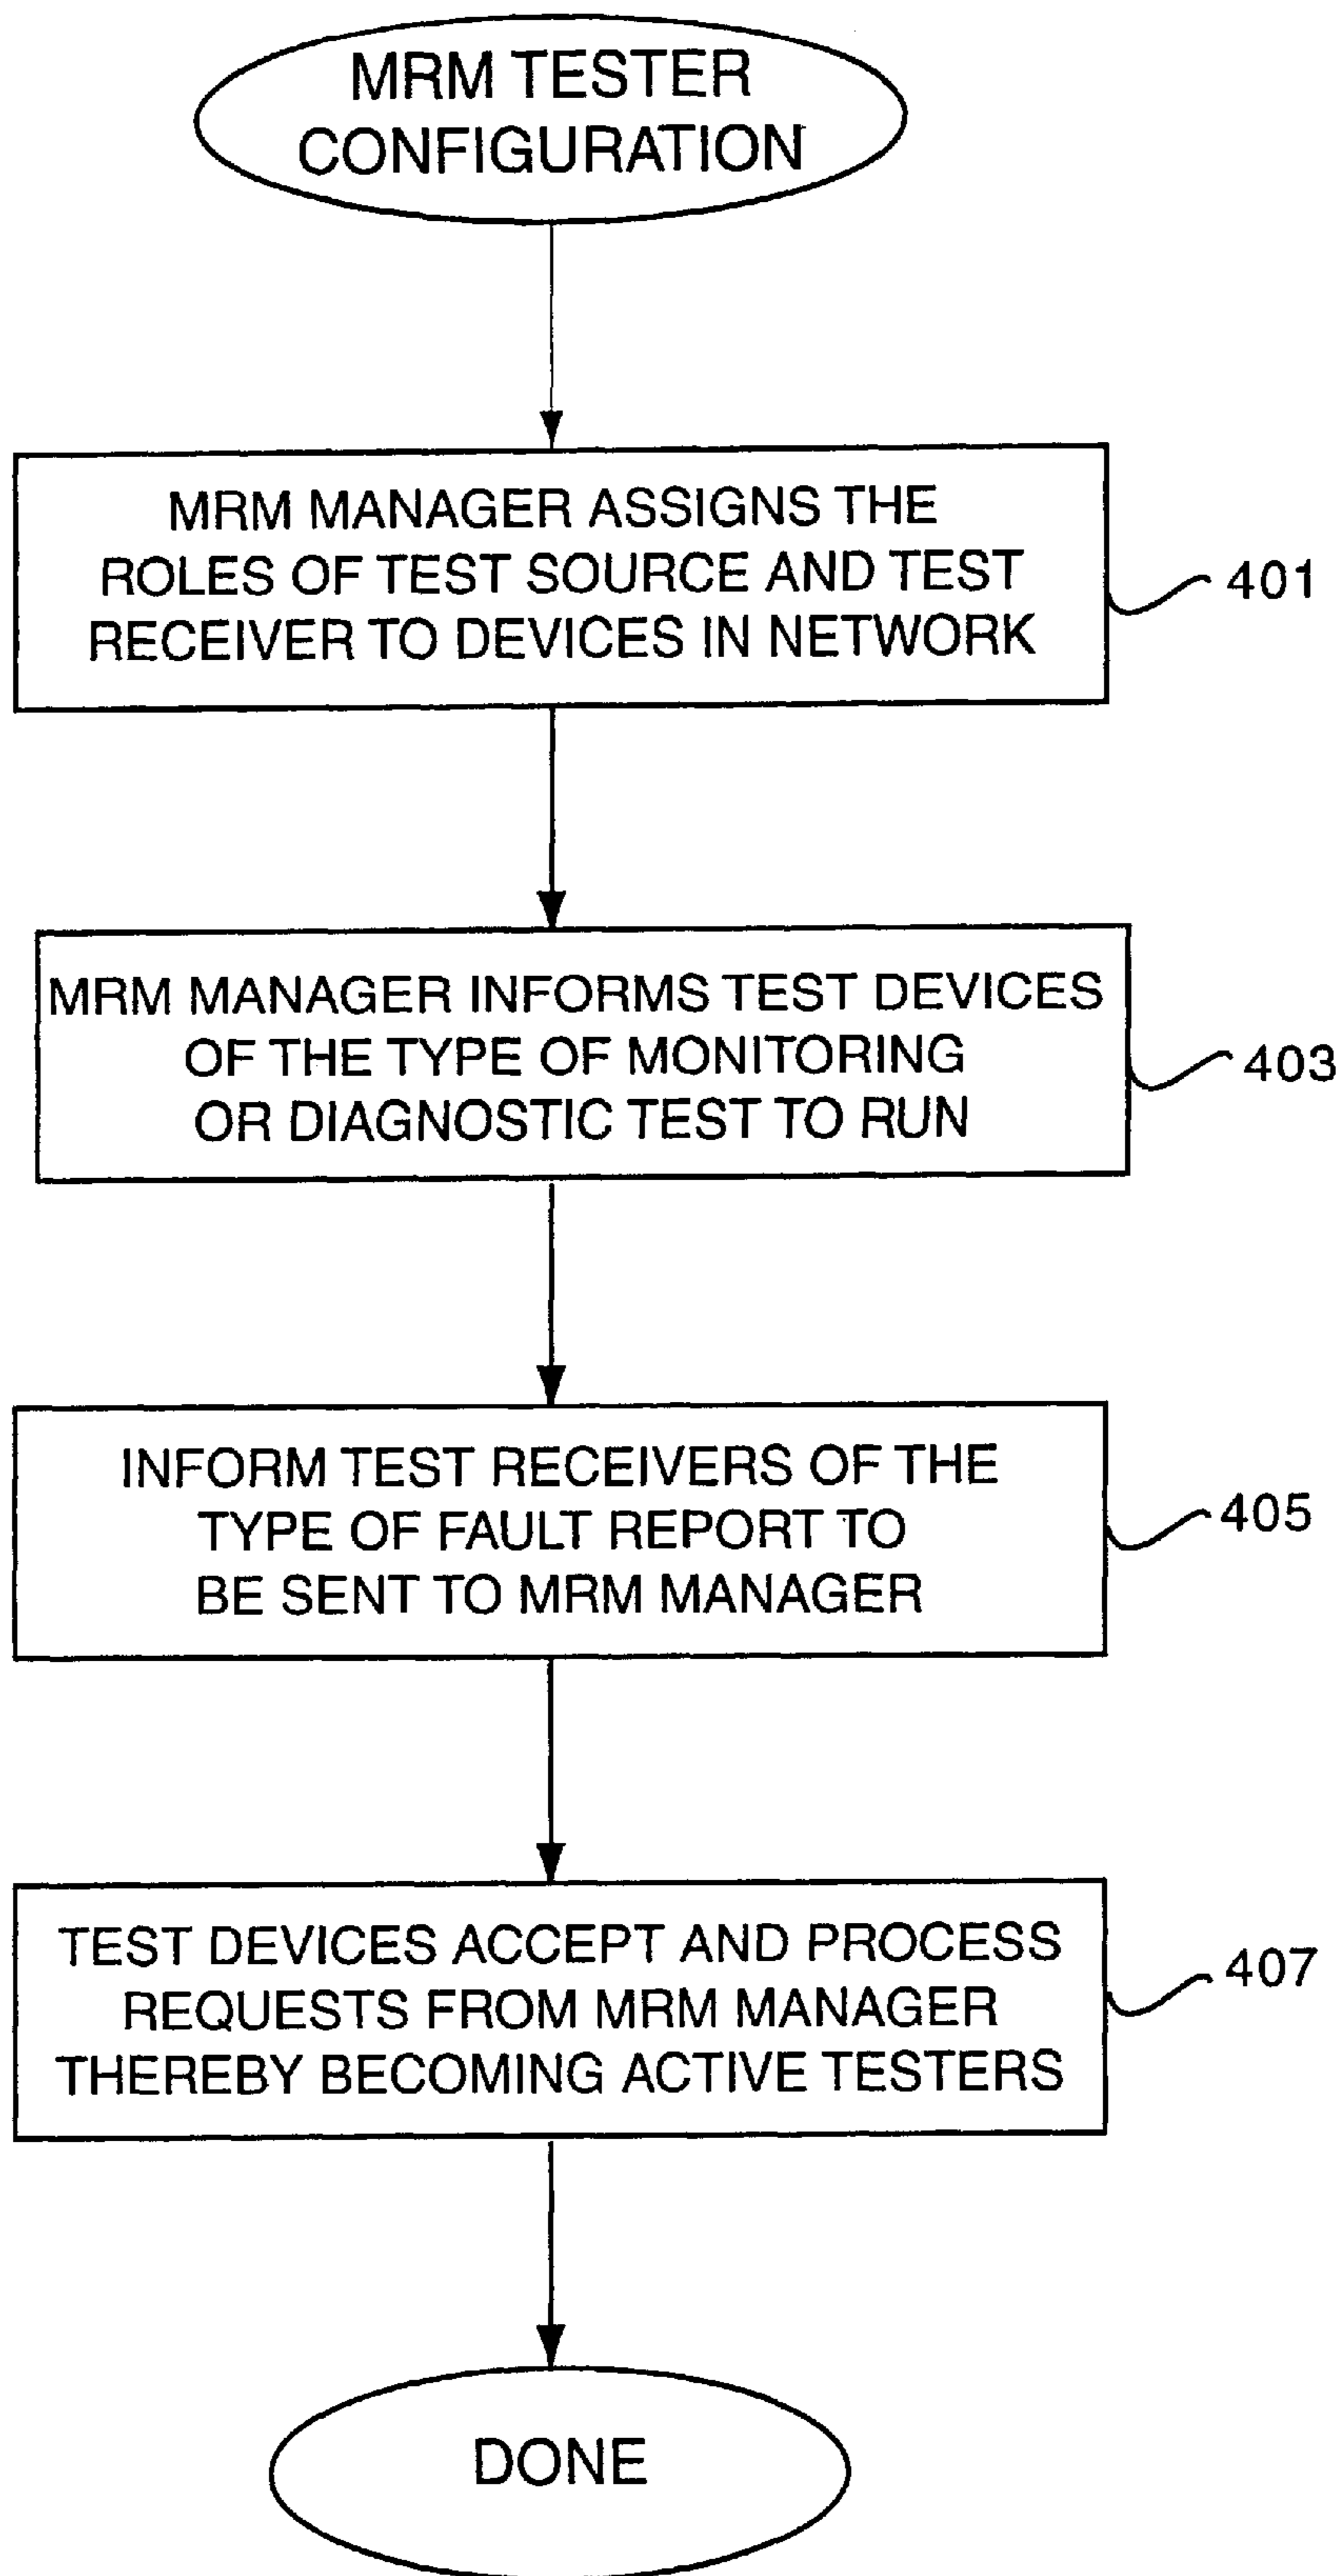 MRM TESTER
CONFIGURATION
MRM MANAGER ASSIGNS THE
ROLES OF TEST SOURCE AND TEST
RECEIVER TO DEVICES IN NETWORK
401
MRM MANAGER INFORMS TEST DEVICES
OF THE TYPE OF MONITORING
OR DIAGNOSTIC TEST TO RUN
403
INFORM TEST RECEIVERS OF THE
TYPE OF FAULT REPORT TO
BE SENT TO MRM MANAGER
405
TEST DEVICES ACCEPT AND PROCESS
REQUESTS FROM MRM MANAGER
THEREBY BECOMING ACTIVE TESTERS
407
DONE